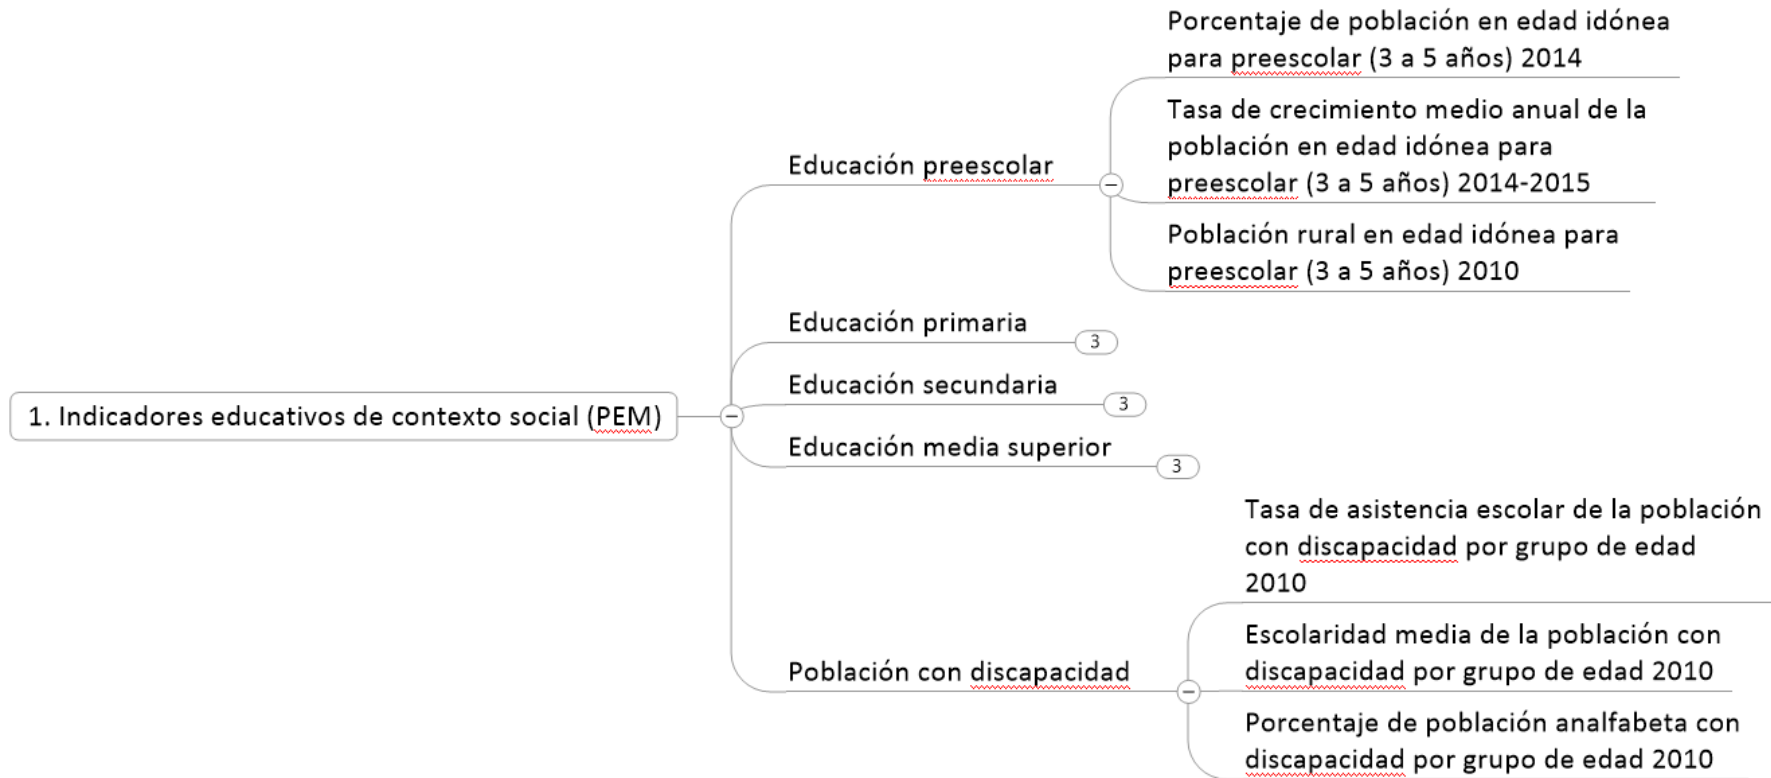 1. Indicadores educativos de contexto social (PEM)
Educación preescolar
Porcentaje de población en edad idónea
para preescolar (3 a 5 años) 2014
Tasa de crecimiento medio anual de la
población en edad idónea para
preescolar (3 a 5 años) 2014-2015
Población rural en edad idónea para
preescolar (3 a 5 años) 2010
Educación primaria
3
Educación secundaria
3
Educación media superior
3
Población con discapacidad
Tasa de asistencia escolar de la población
con discapacidad por grupo de edad
2010
Escolaridad media de la población con
discapacidad por grupo de edad 2010
Porcentaje de población analfabeta con
discapacidad por grupo de edad 2010